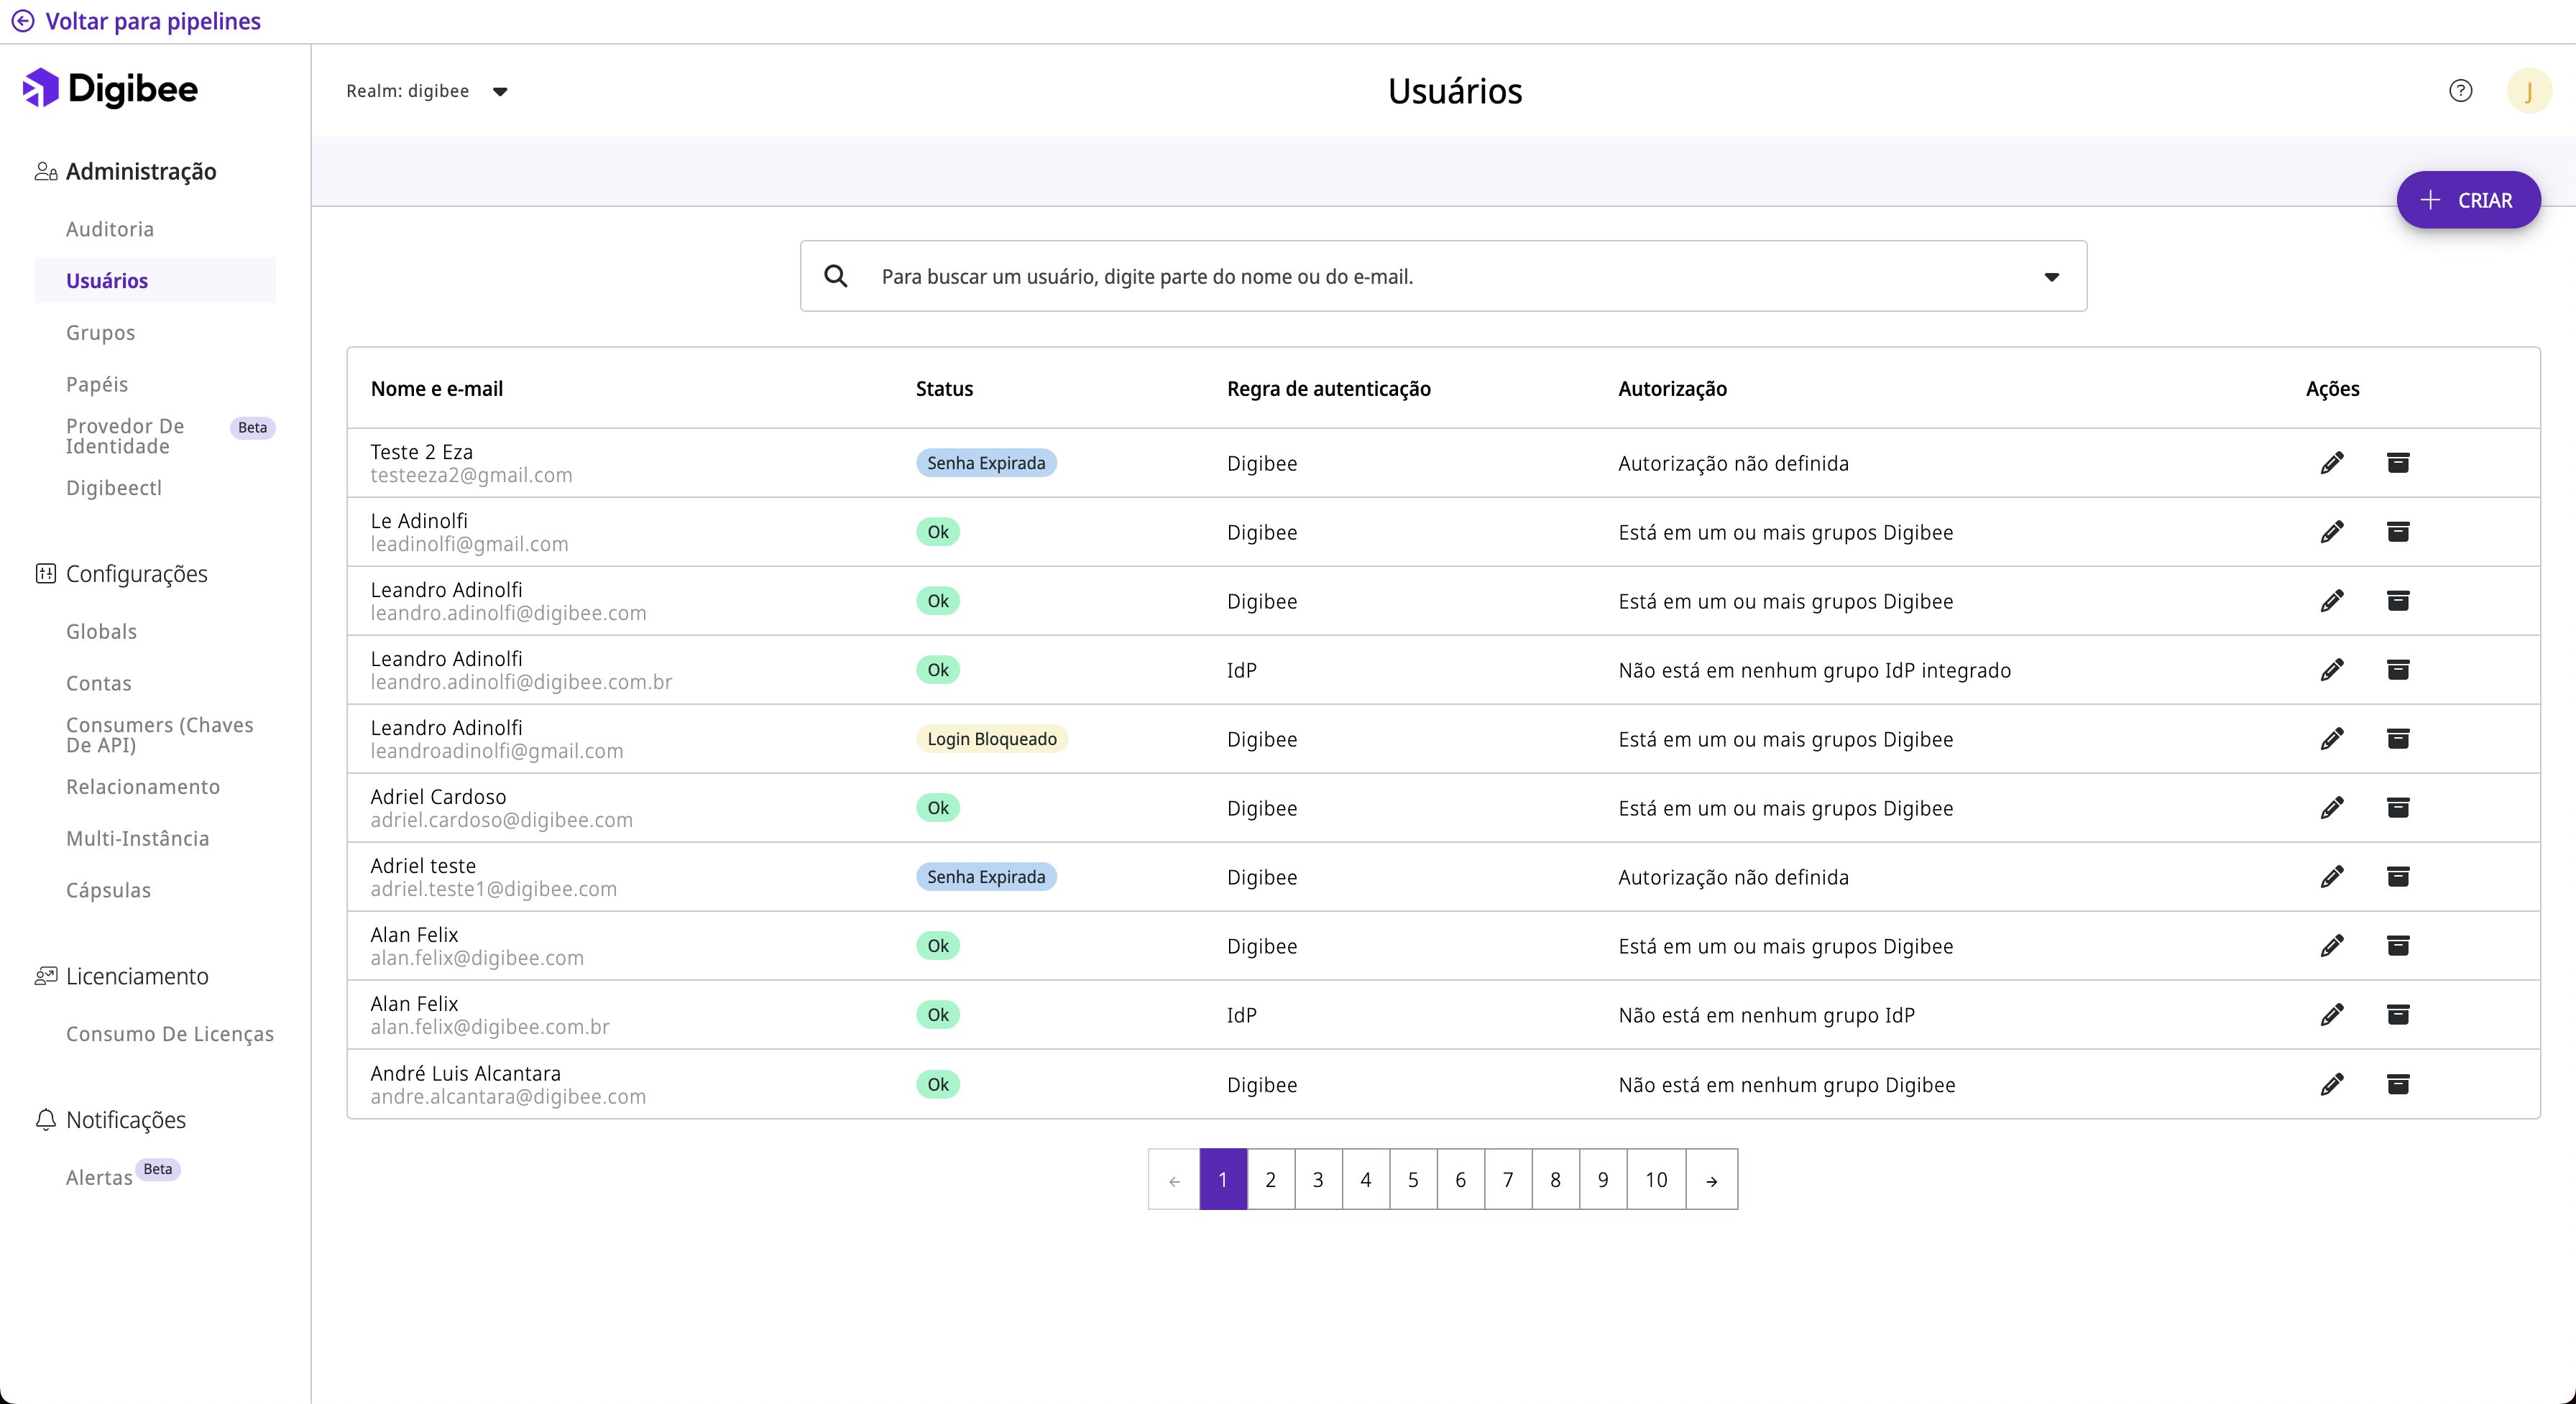 Voltar para pipelines
Digibee
Realm: digibee
Usuários
?
J
Administração
Auditoria
Usuários
Grupos
Papéis
Provedor De
Identidade
Beta
Digibeectl
Configurações
Globals
Contas
Consumers (Chaves
De API)
Relacionamento
Multi-Instância
Cápsulas
Licenciamento
Consumo De Licenças
Notificações
Alertas Beta
CRIAR
Para buscar um usuário, digite parte do nome ou do e-mail.
Nome e e-mail Status Regra de autenticação Autorização Ações
Teste 2 Eza
testeeza2@gmail.com
Senha Expirada Digibee Autorização não definida
Le Adinolfi
leadinolfi@gmail.com
Ok Digibee Está em um ou mais grupos Digibee
Leandro Adinolfi
leandro.adinolfi@digibee.com
Ok Digibee Está em um ou mais grupos Digibee
Leandro Adinolfi
leandro.adinolfi@digibee.com.br
Ok IdP Não está em nenhum grupo IdP integrado
Leandro Adinolfi
leandroadinolfi@gmail.com
Login Bloqueado Digibee Está em um ou mais grupos Digibee
Adriel Cardoso
adriel.cardoso@digibee.com
Ok Digibee Está em um ou mais grupos Digibee
Adriel teste
adriel.teste1@digibee.com
Senha Expirada Digibee Autorização não definida
Alan Felix
alan.felix@digibee.com
Ok Digibee Está em um ou mais grupos Digibee
Alan Felix
alan.felix@digibee.com.br
Ok IdP Não está em nenhum grupo IdP
André Luis Alcantara
andre.alcantara@digibee.com
Ok Digibee Não está em nenhum grupo Digibee
← 1 2 3 4 5 6 7 8 9 10 →